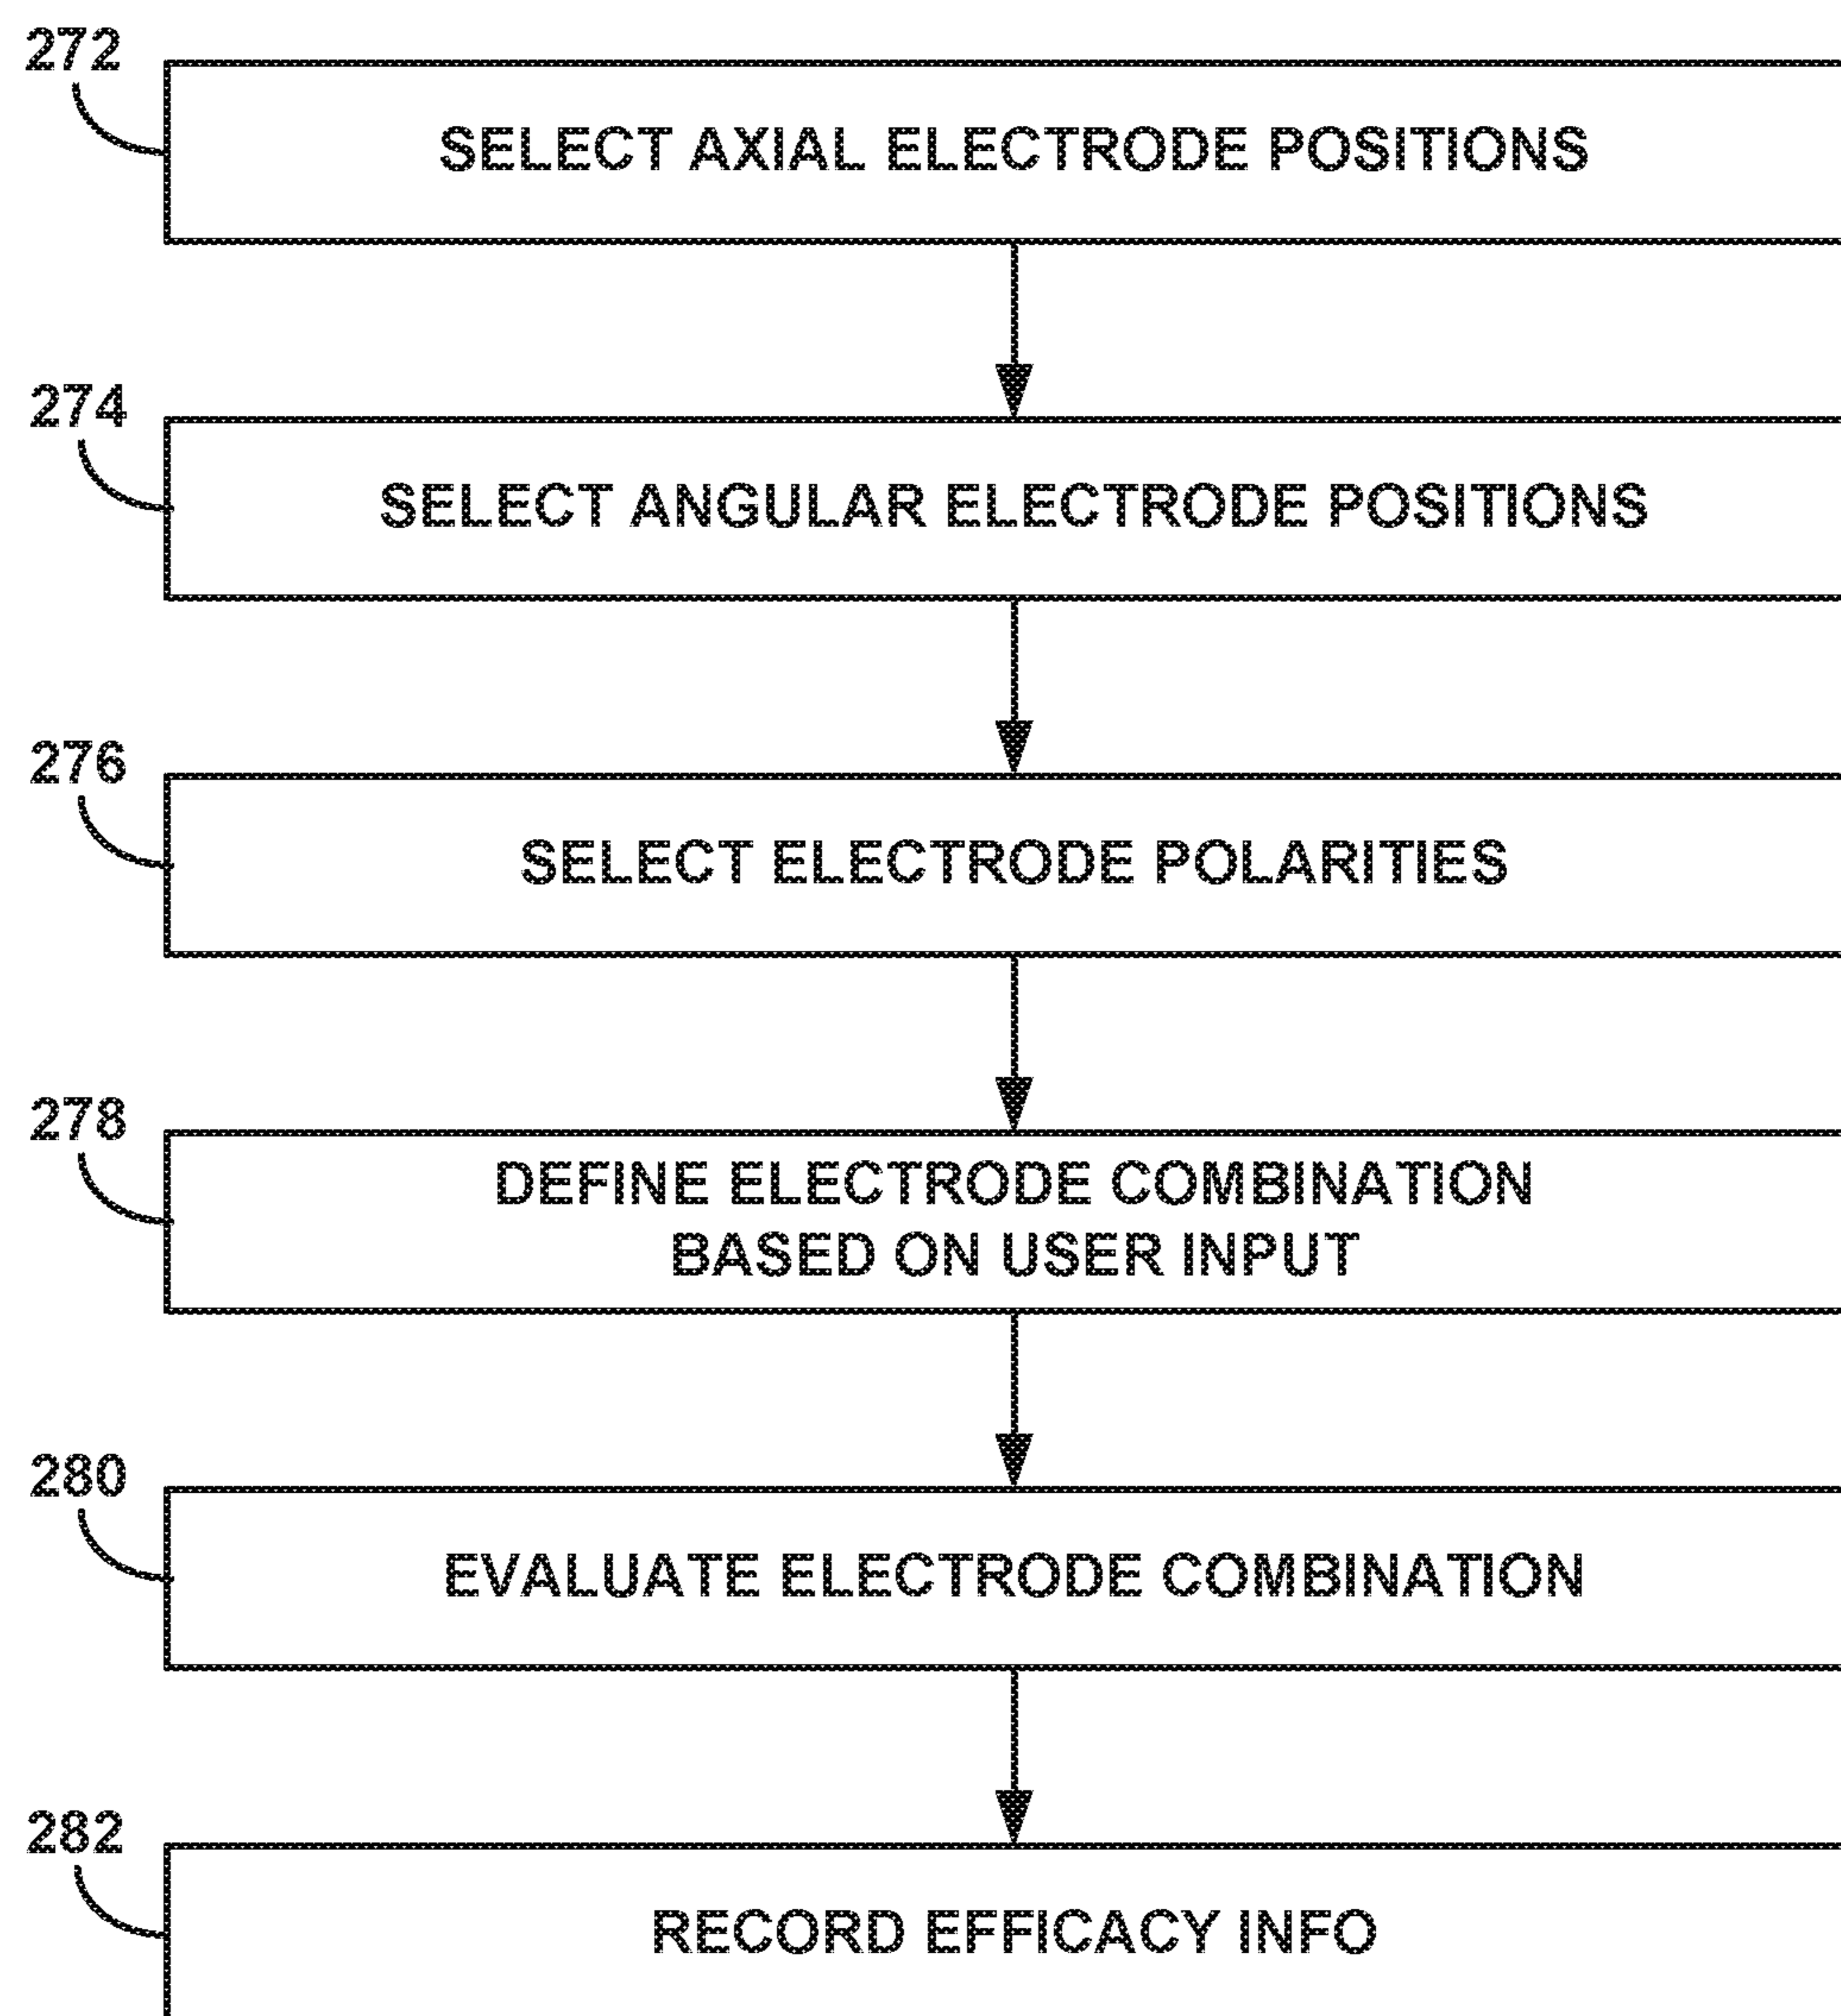 272
SELECT AXIAL ELECTRODE POSITIONS
274
SELECT ANGULAR ELECTRODE POSITIONS
276
SELECT ELECTRODE POLARITIES
278
DEFINE ELECTRODE COMBINATION
BASED ON USER INPUT
280
EVALUATE ELECTRODE COMBINATION
282
RECORD EFFICACY INFO